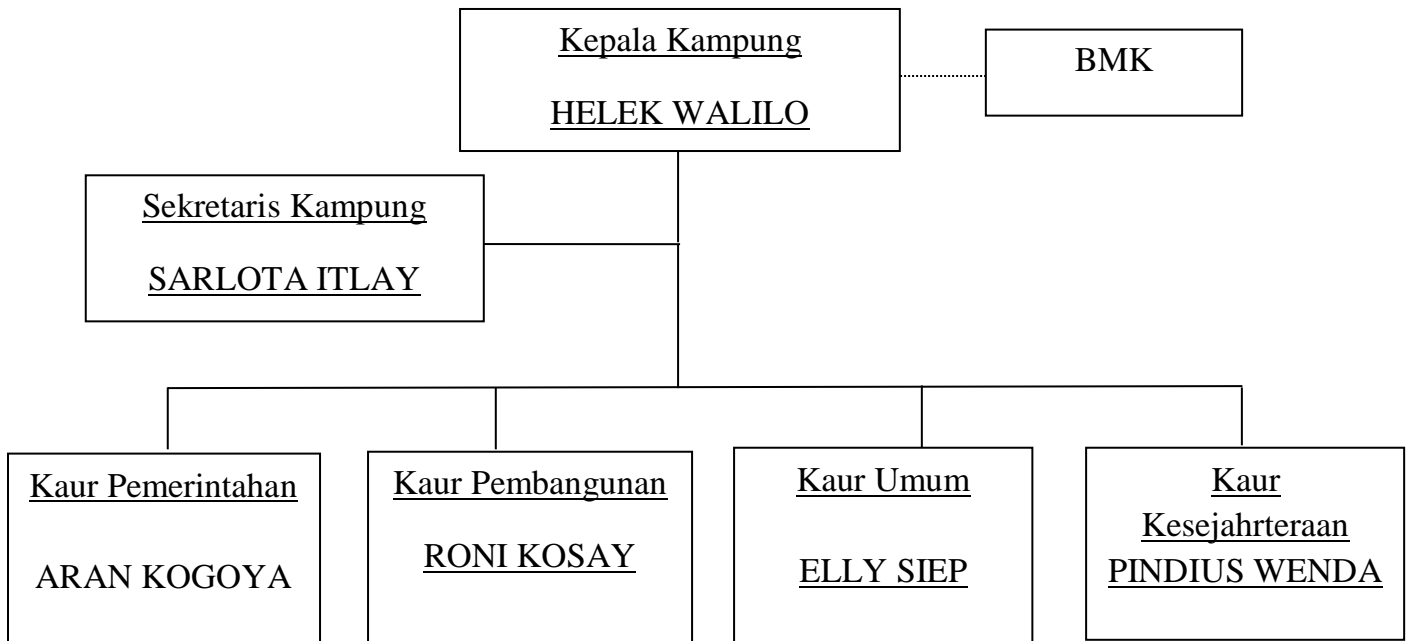 Kepala Kampung
HELEK WALILO
BMK
Sekretaris Kampung
SARLOTA ITLAY
Kaur Pemerintahan
ARAN KOGOYA
Kaur Pembangunan
RONI KOSAY
Kaur Umum
ELLY SIEP
Kaur
Kesejahrteraan
PINDIUS WENDA